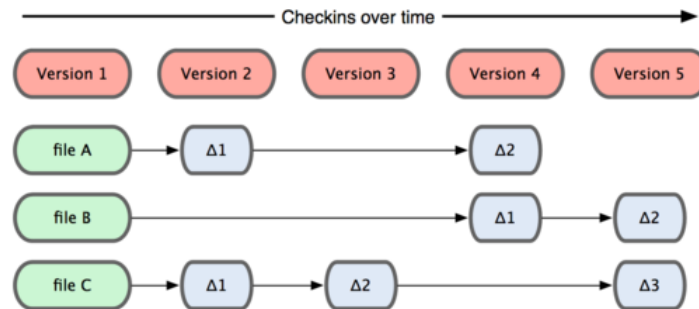 Checkins over time
Version 1 Version 2 Version 3 Version 4 Version 5
file A Δ1 Δ2
file B Δ1 Δ2
file C Δ1 Δ2 Δ3